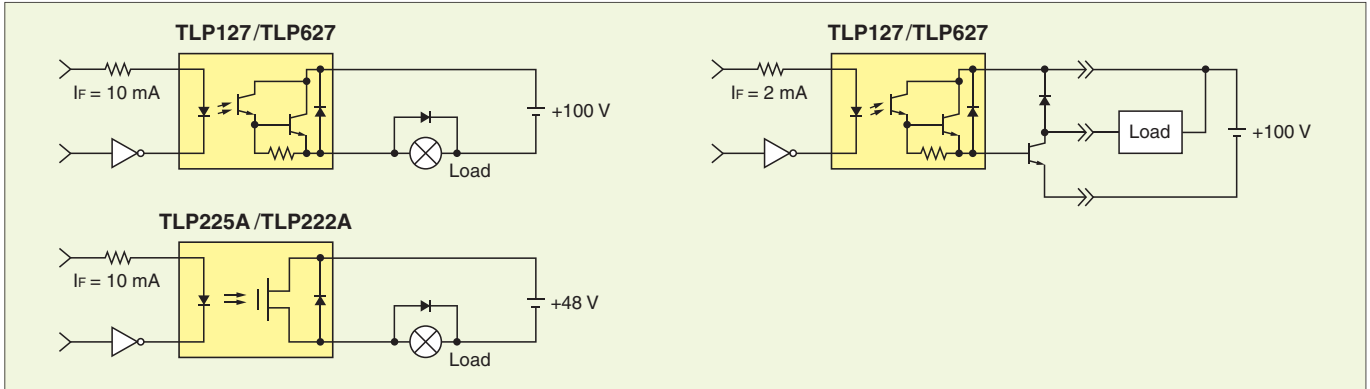 TLP127/TLP627
IF = 10 mA
+100 V
Load
TLP127/TLP627
IF = 2 mA
Load
+100 V
TLP225A/TLP222A
IF = 10 mA
+48 V
Load